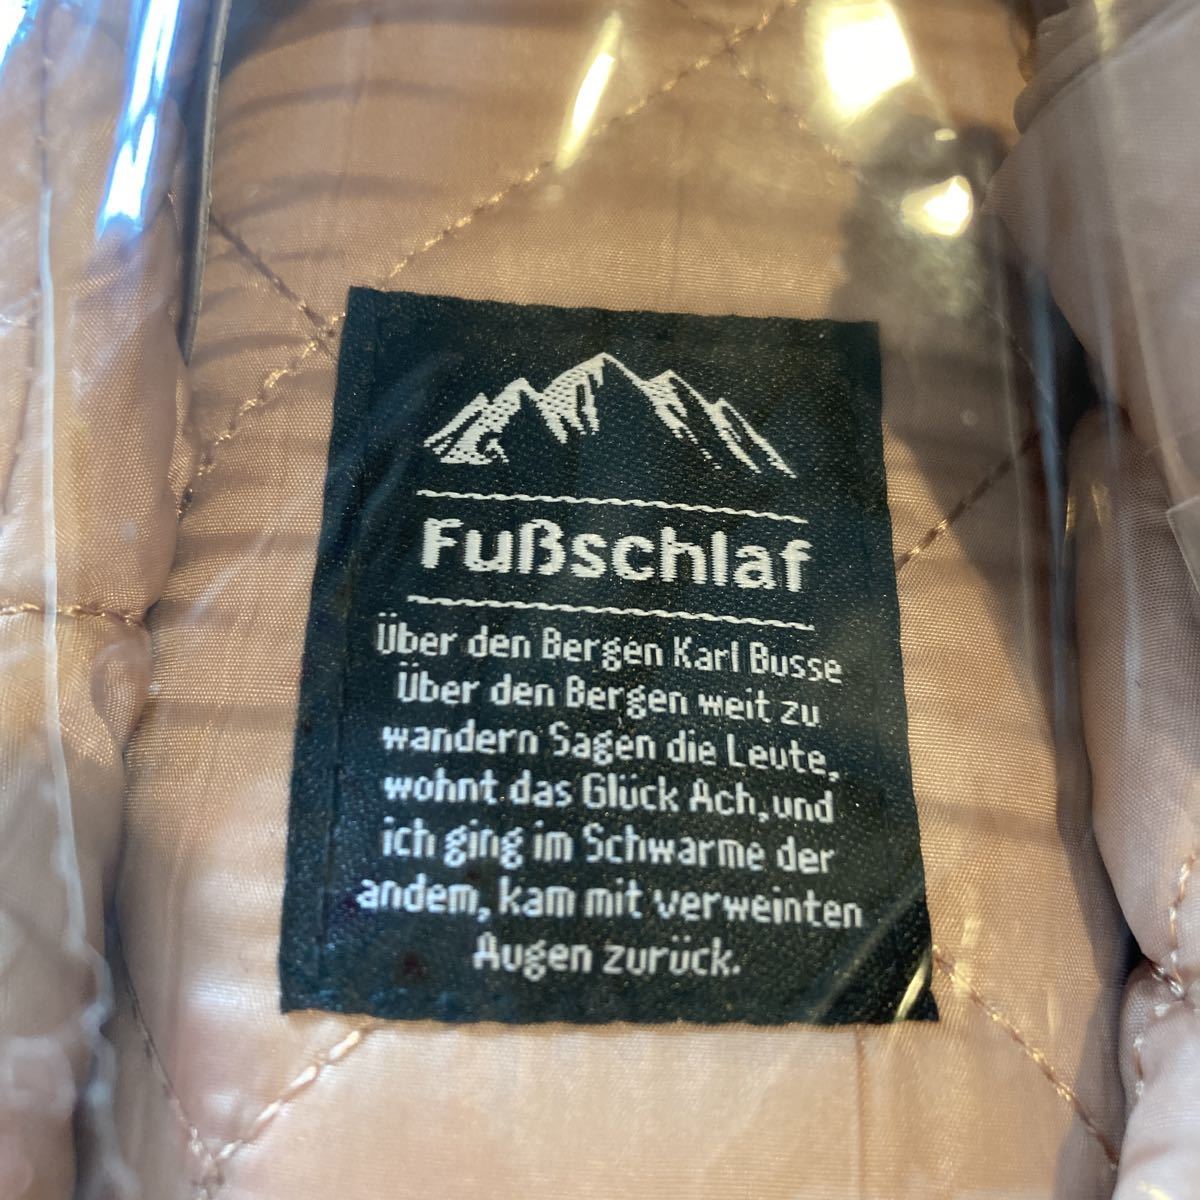 Fußschlaf
Über den Bergen Karl Busse
Über den Bergen weit zu
wandern Sagen die Leute,
wohnt das Glück Ach,und
ich ging im Schwarme der
andem, kam mit verweinten
Augen zurück.